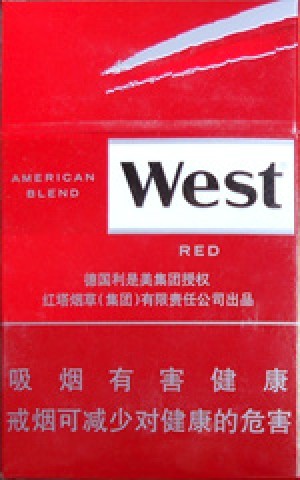 AMERICAN
BLEND
West
RED
德国利是美集团授权
红塔烟草(集团)有限责任公司出品
吸烟有害健康
戒烟可减少对健康的危害